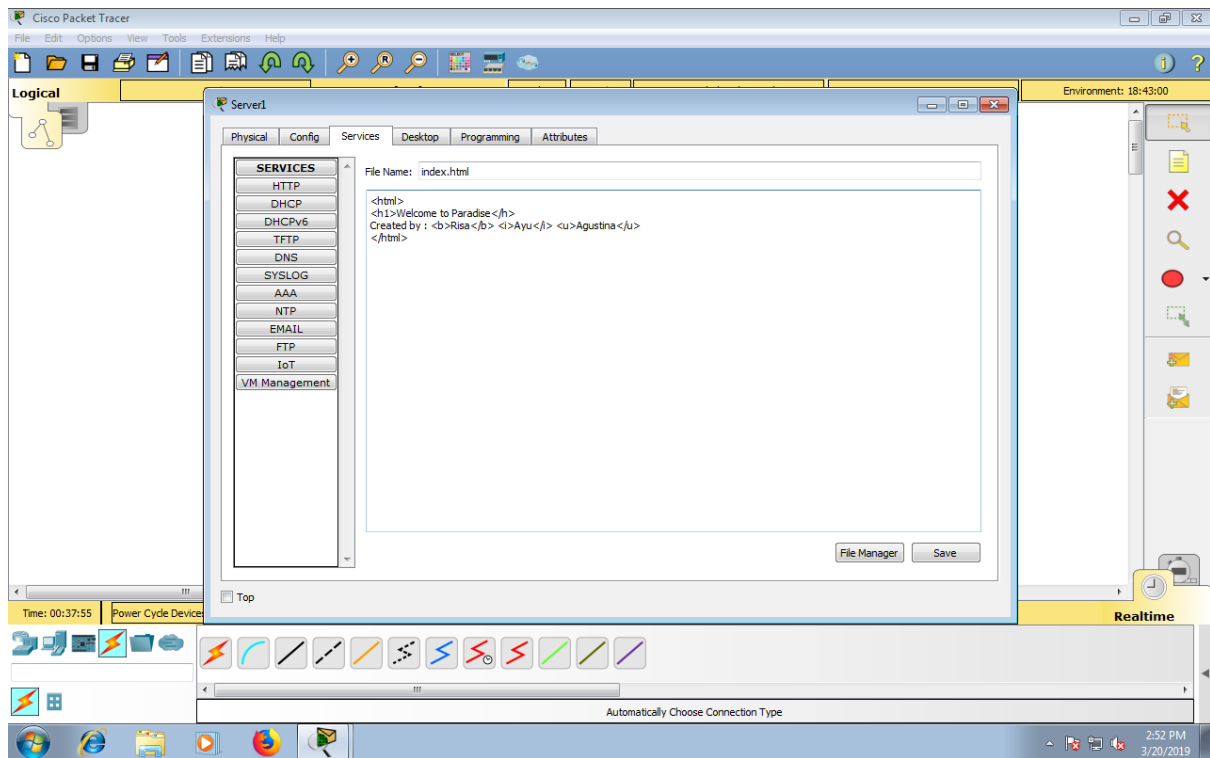 Cisco Packet Tracer
File Edit Options View Tools Extensions Help
Logical
Environment: 18:43:00
Server1
Physical Config Services Desktop Programming Attributes
SERVICES
HTTP
DHCP
DHCPv6
TFTP
DNS
SYSLOG
AAA
NTP
EMAIL
FTP
IoT
VM Management
File Name: index.html
<html>
<h1>Welcome to Paradise</h>
Created by : <b>Risa</b> <i>Ayu</i> <u>Agustina</u>
</html>
File Manager Save
Top
Time: 00:37:55 Power Cycle Device
Realtime
Automatically Choose Connection Type
2:52 PM
3/20/2019